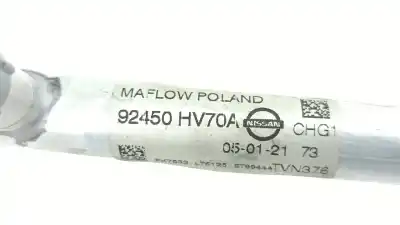 MAFLOW POLAND
92450 HV70A NISSAN CHG1
05-01-21 73
TVN376